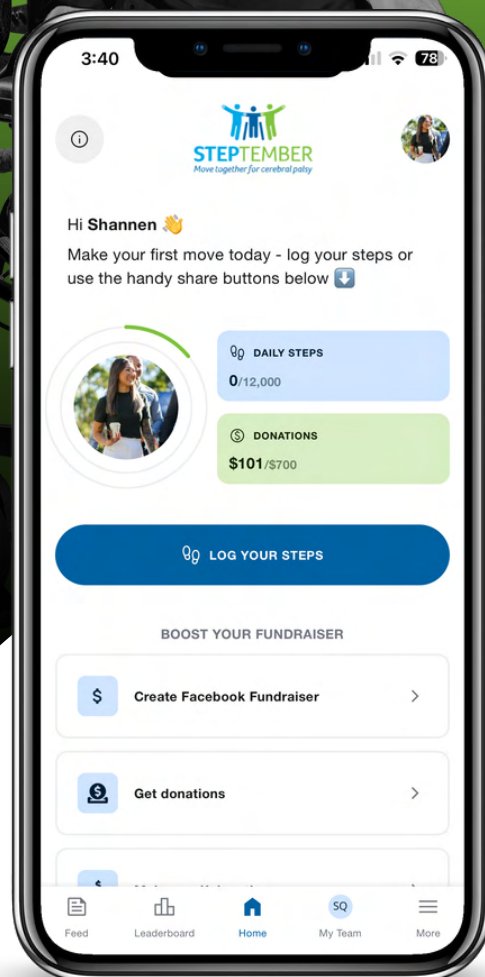 3:40
78
STEPTEMBER
Move together for cerebral palsy
Hi Shannen 👋
Make your first move today - log your steps or
use the handy share buttons below ⬇️
DAILY STEPS
0/12,000
DONATIONS
$101/$700
LOG YOUR STEPS
BOOST YOUR FUNDRAISER
Create Facebook Fundraiser
Get donations
SQ
Feed
Leaderboard
Home
My Team
More